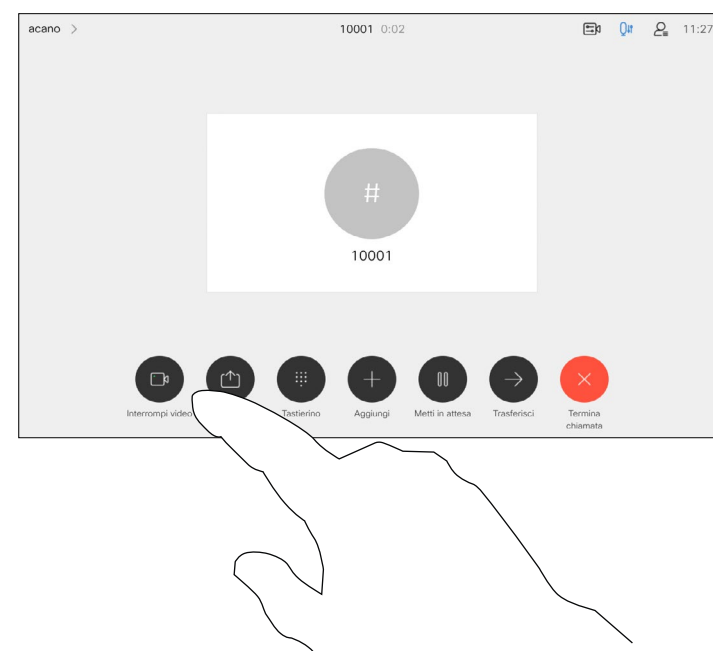 acano >
10001 0:02
11:27
#
10001
Interrompi video
Tastierino
Aggiungi
Metti in attesa
Trasferisci
Termina
chiamata